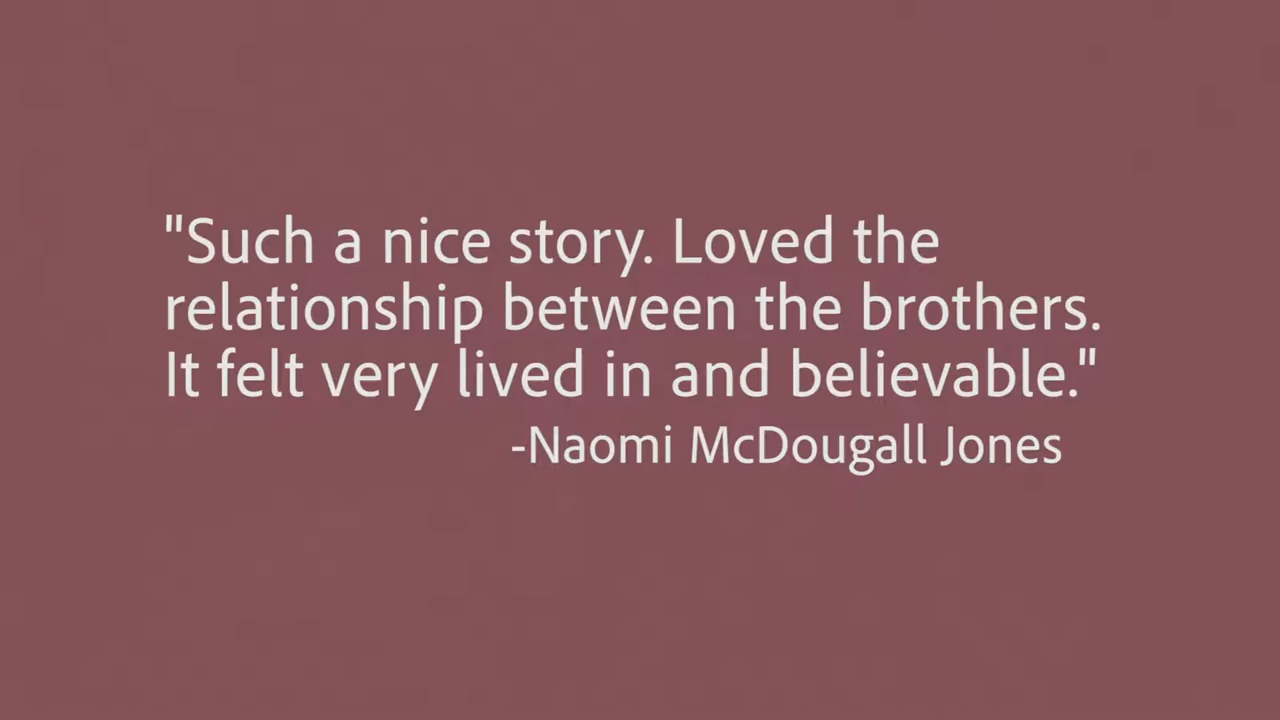 "Such a nice story. Loved the
relationship between the brothers.
It felt very lived in and believable."
-Naomi McDougall Jones